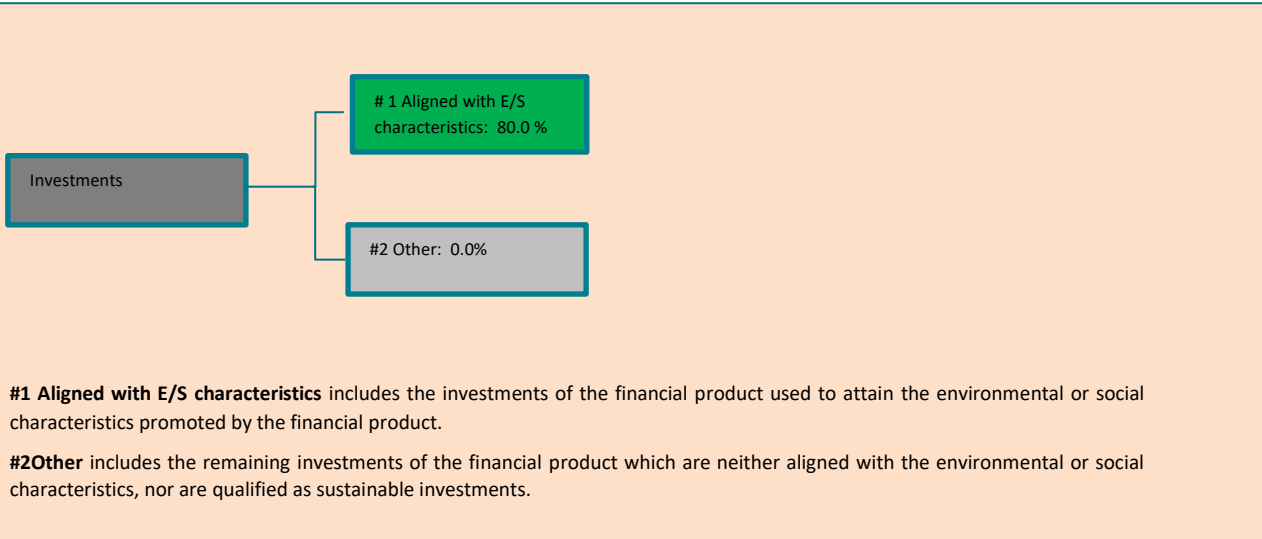 # 1 Aligned with E/S
characteristics: 80.0 %
Investments
#2 Other: 0.0%
#1 Aligned with E/S characteristics includes the investments of the financial product used to attain the environmental or social
characteristics promoted by the financial product.
#2Other includes the remaining investments of the financial product which are neither aligned with the environmental or social
characteristics, nor are qualified as sustainable investments.